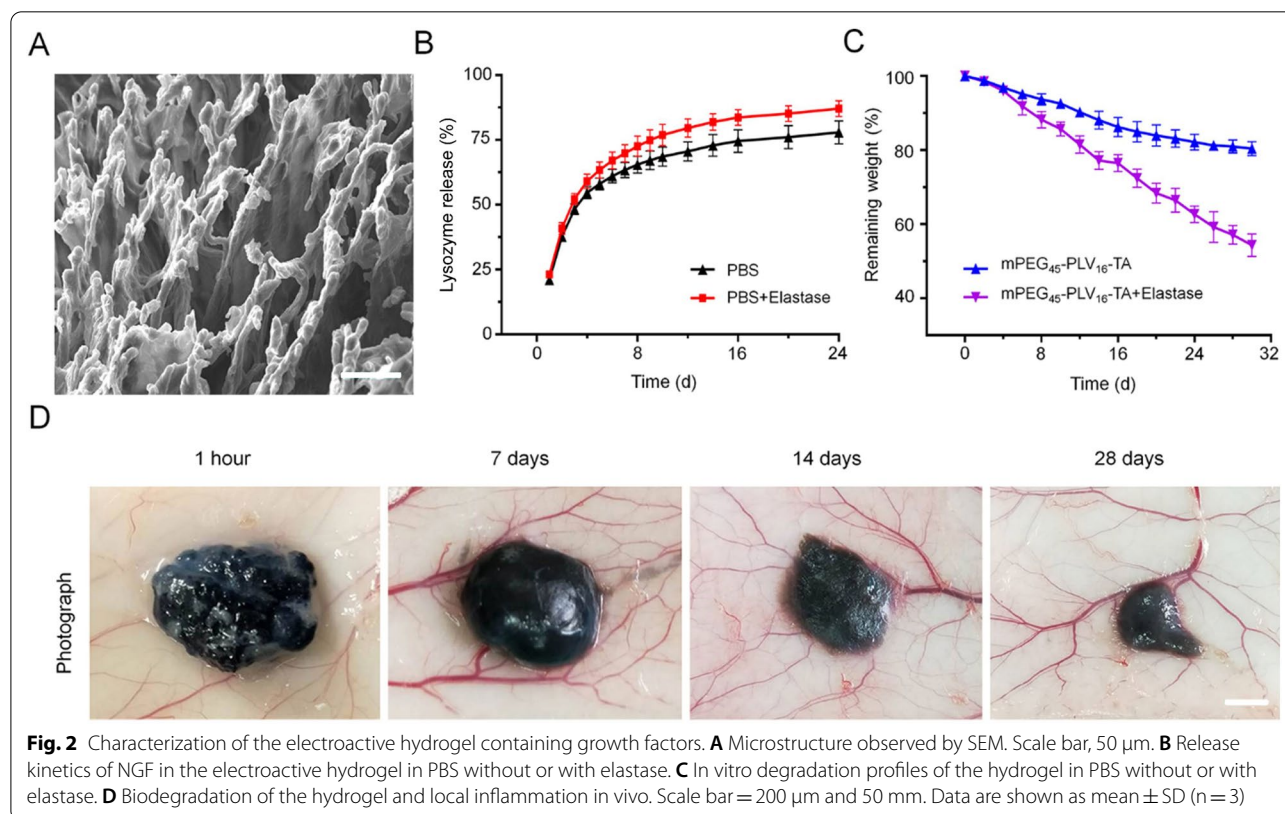 A
B
C
Lysozyme release (%)
100
75
50
25
0
PBS
PBS+Elastase
0 8 16 24
Time (d)
Remaining weight (%)
100
80
60
40
mPEG45-PLV16-TA
mPEG45-PLV16-TA+Elastase
0 8 16 24 32
Time (d)
D
1 hour 7 days 14 days 28 days
Photograph
Fig. 2 Characterization of the electroactive hydrogel containing growth factors. A Microstructure observed by SEM. Scale bar, 50 μm. B Release
kinetics of NGF in the electroactive hydrogel in PBS without or with elastase. C In vitro degradation profiles of the hydrogel in PBS without or with
elastase. D Biodegradation of the hydrogel and local inflammation in vivo. Scale bar = 200 μm and 50 mm. Data are shown as mean ± SD (n = 3)